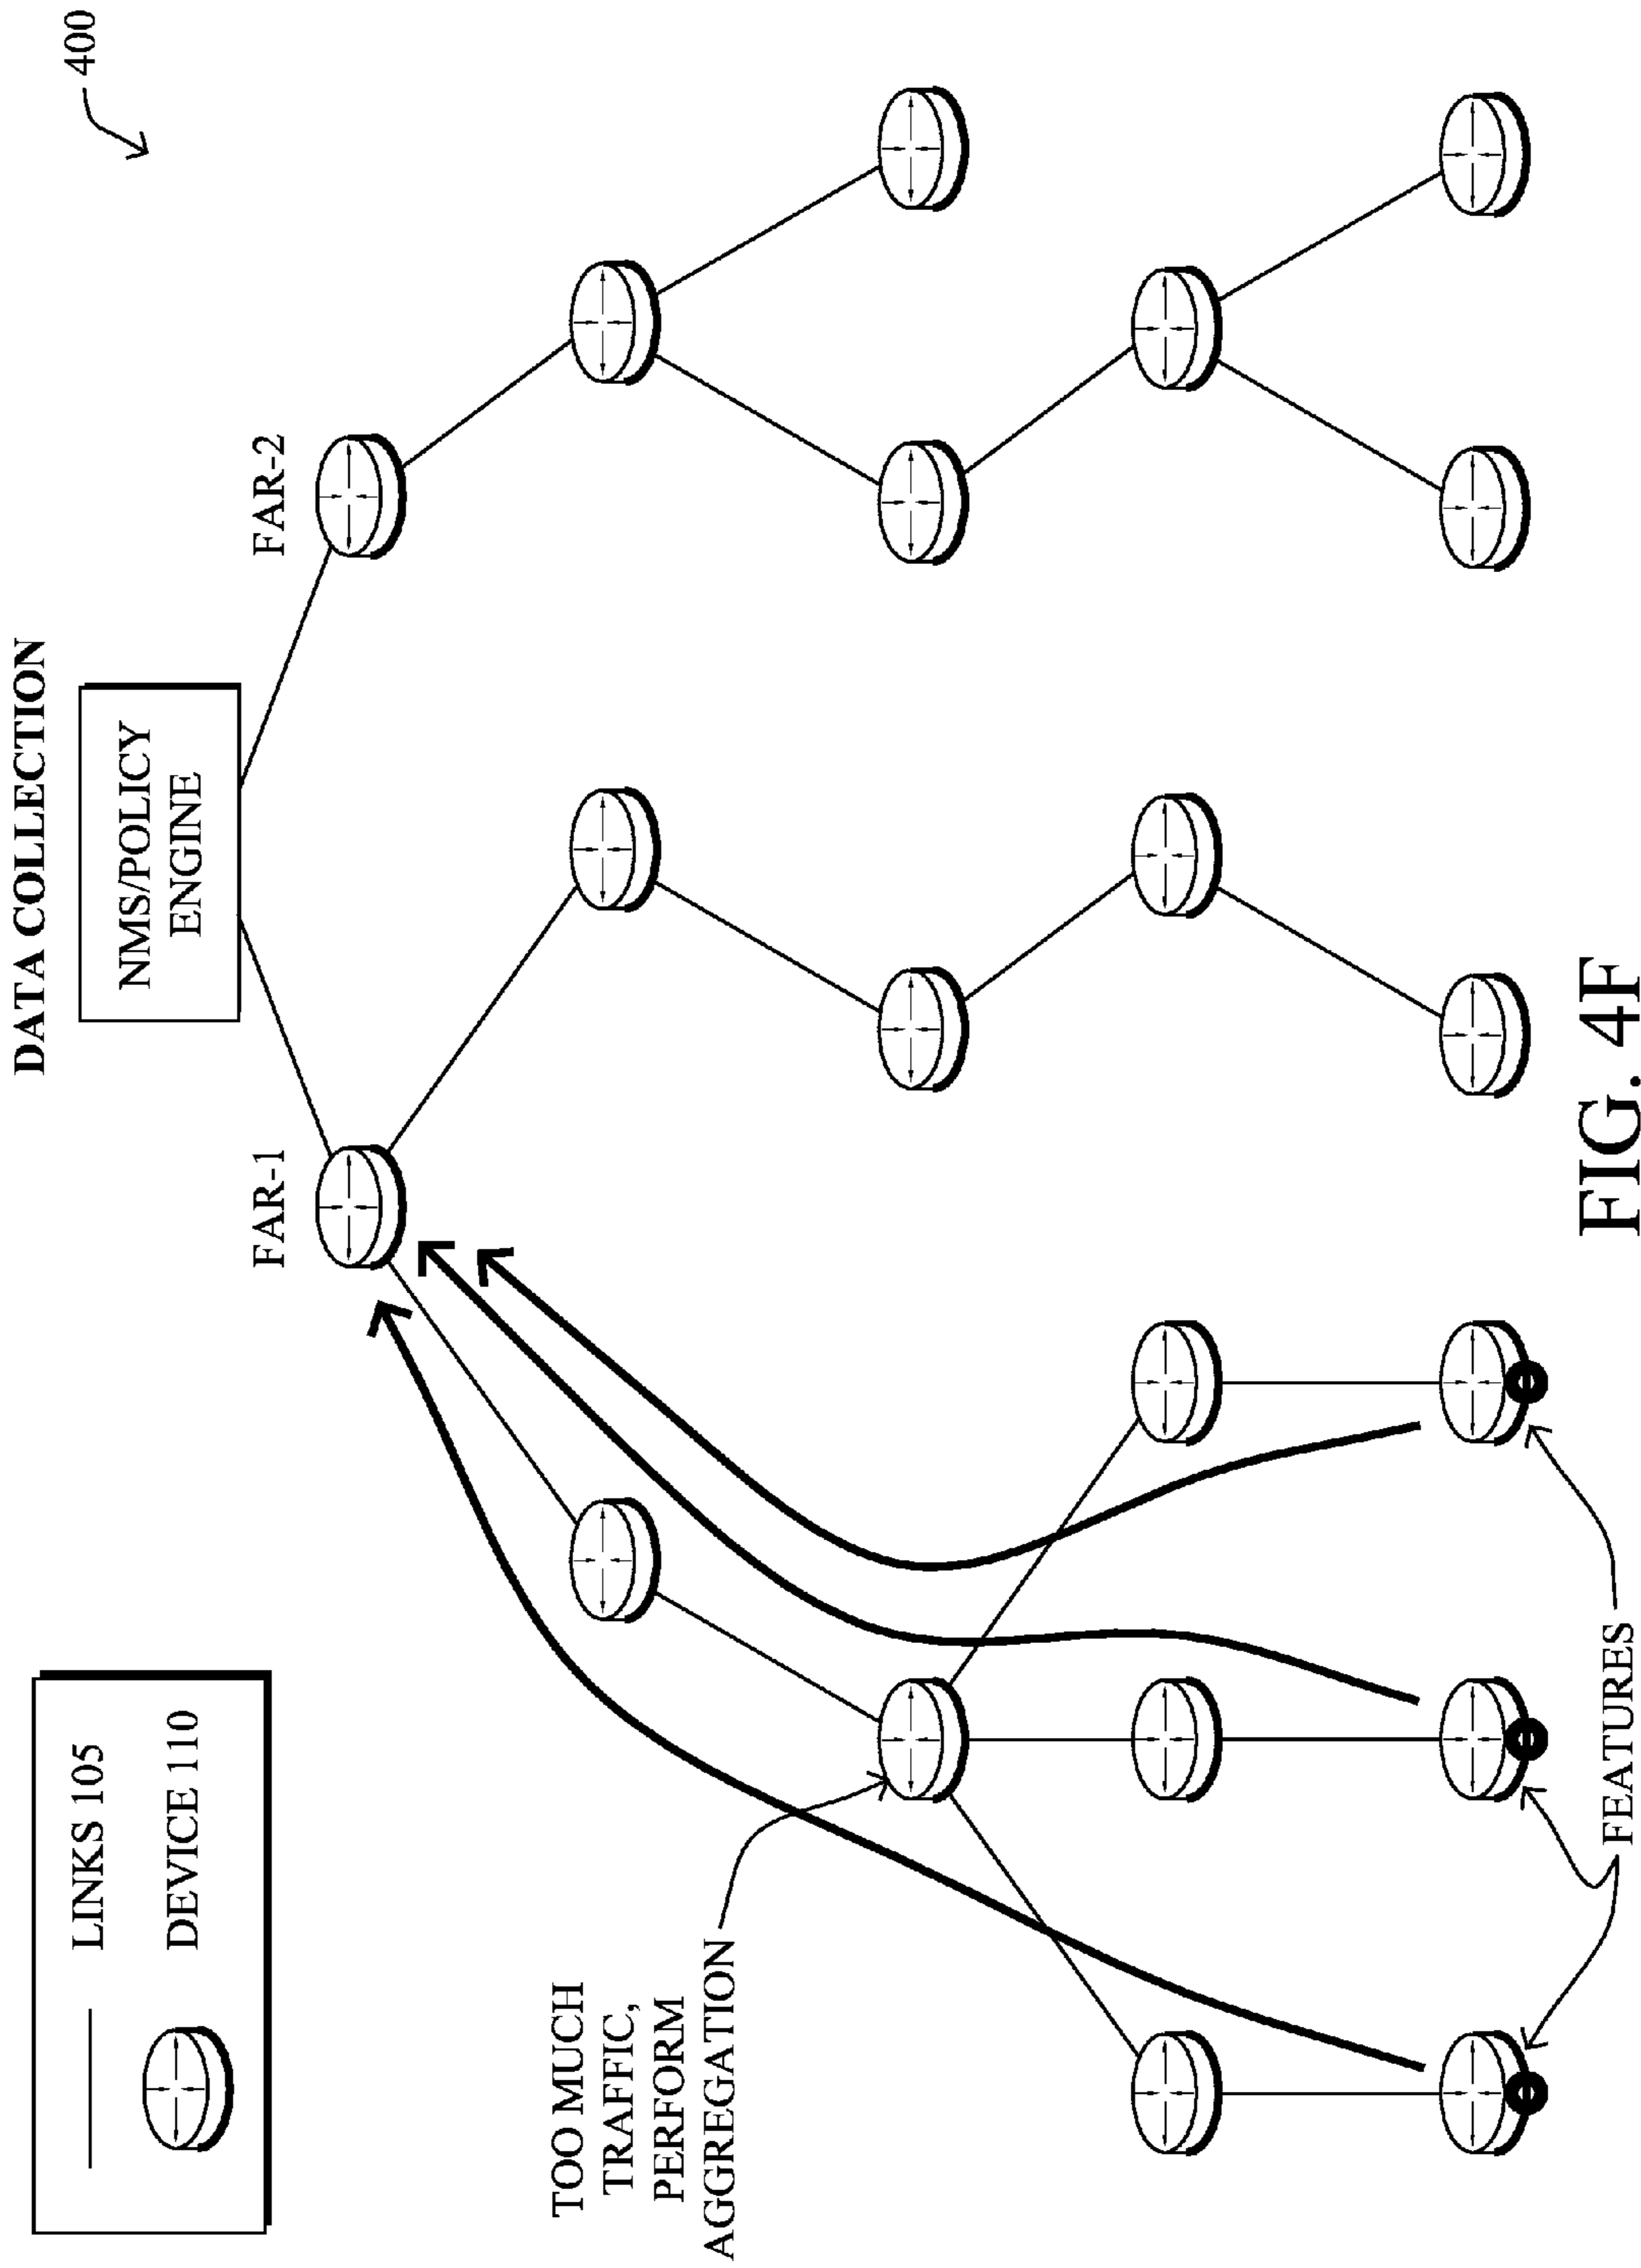 DATA COLLECTION
400
LINKS 105
DEVICE 110
NMS/POLICY
ENGINE
FAR-1
FAR-2
TOO MUCH
TRAFFIC,
PERFORM
AGGREGATION
FEATURES
FIG. 4F